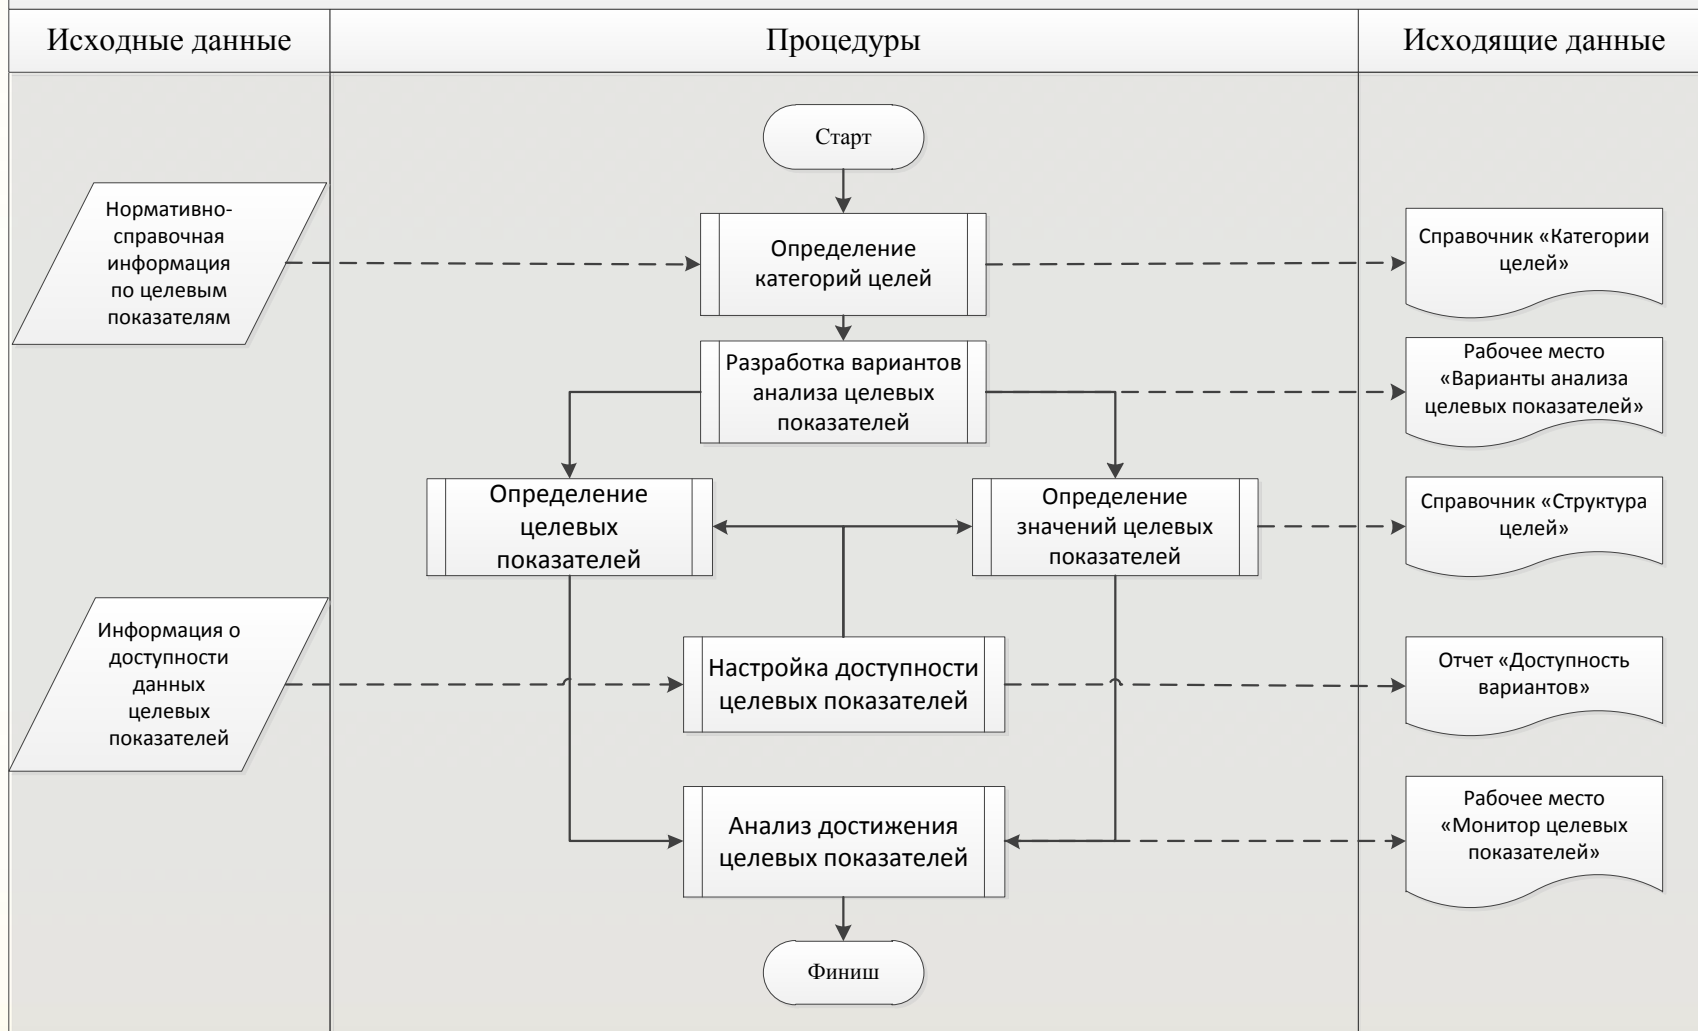 Исходные данные
Процедуры
Исходящие данные
Старт
Нормативно-
справочная
информация
по целевым
показателям
Определение
категорий целей
Справочник «Категории
целей»
Разработка вариантов
анализа целевых
показателей
Рабочее место
«Варианты анализа
целевых показателей»
Определение
целевых
показателей
Определение
значений целевых
показателей
Справочник «Структура
целей»
Информация о
доступности
данных
целевых
показателей
Настройка доступности
целевых показателей
Отчет «Доступность
вариантов»
Анализ достижения
целевых показателей
Рабочее место
«Монитор целевых
показателей»
Финиш